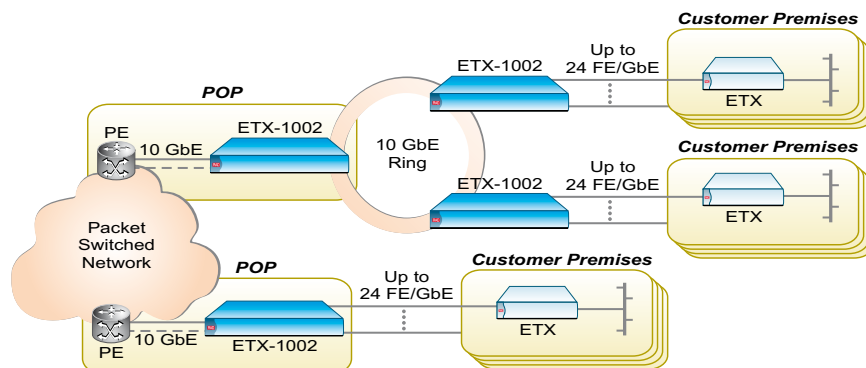 Customer Premises
ETX-1002
Up to
24 FE/GbE
ETX
POP
ETX-1002
PE
10 GbE
10 GbE
Ring
Customer Premises
ETX-1002
Up to
24 FE/GbE
ETX
Packet
Switched
Network
POP
Customer Premises
Up to
24 FE/GbE
ETX
10 GbE
PE
ETX-1002